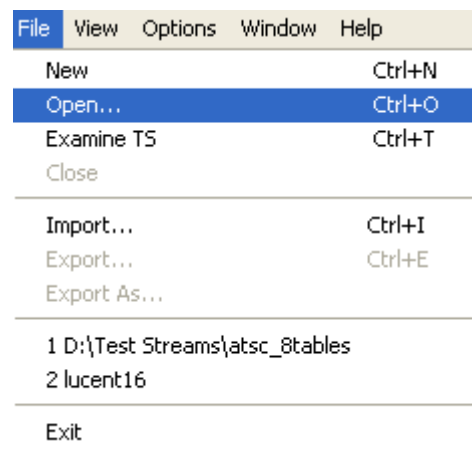 File View Options Window Help
New Ctrl+N
Open... Ctrl+O
Examine TS Ctrl+T
Close
Import... Ctrl+I
Export... Ctrl+E
Export As...
1 D:\Test Streams\atsc_8tables
2 lucent16
Exit